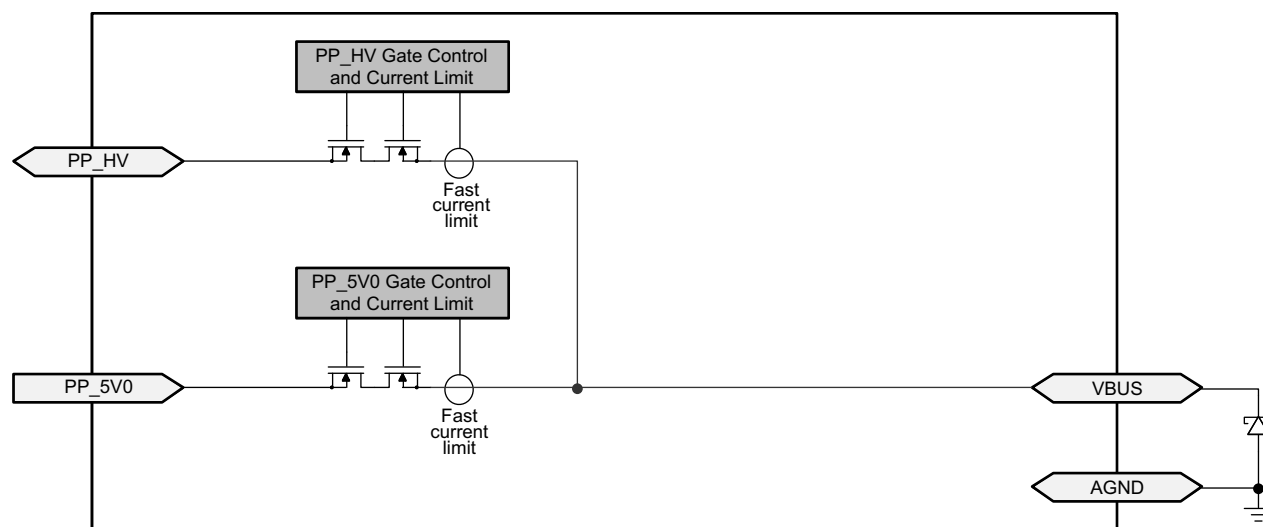 PP_HV Gate Control
and Current Limit
PP_HV
Fast
current
limit
PP_5V0 Gate Control
and Current Limit
PP_5V0
Fast
current
limit
VBUS
AGND